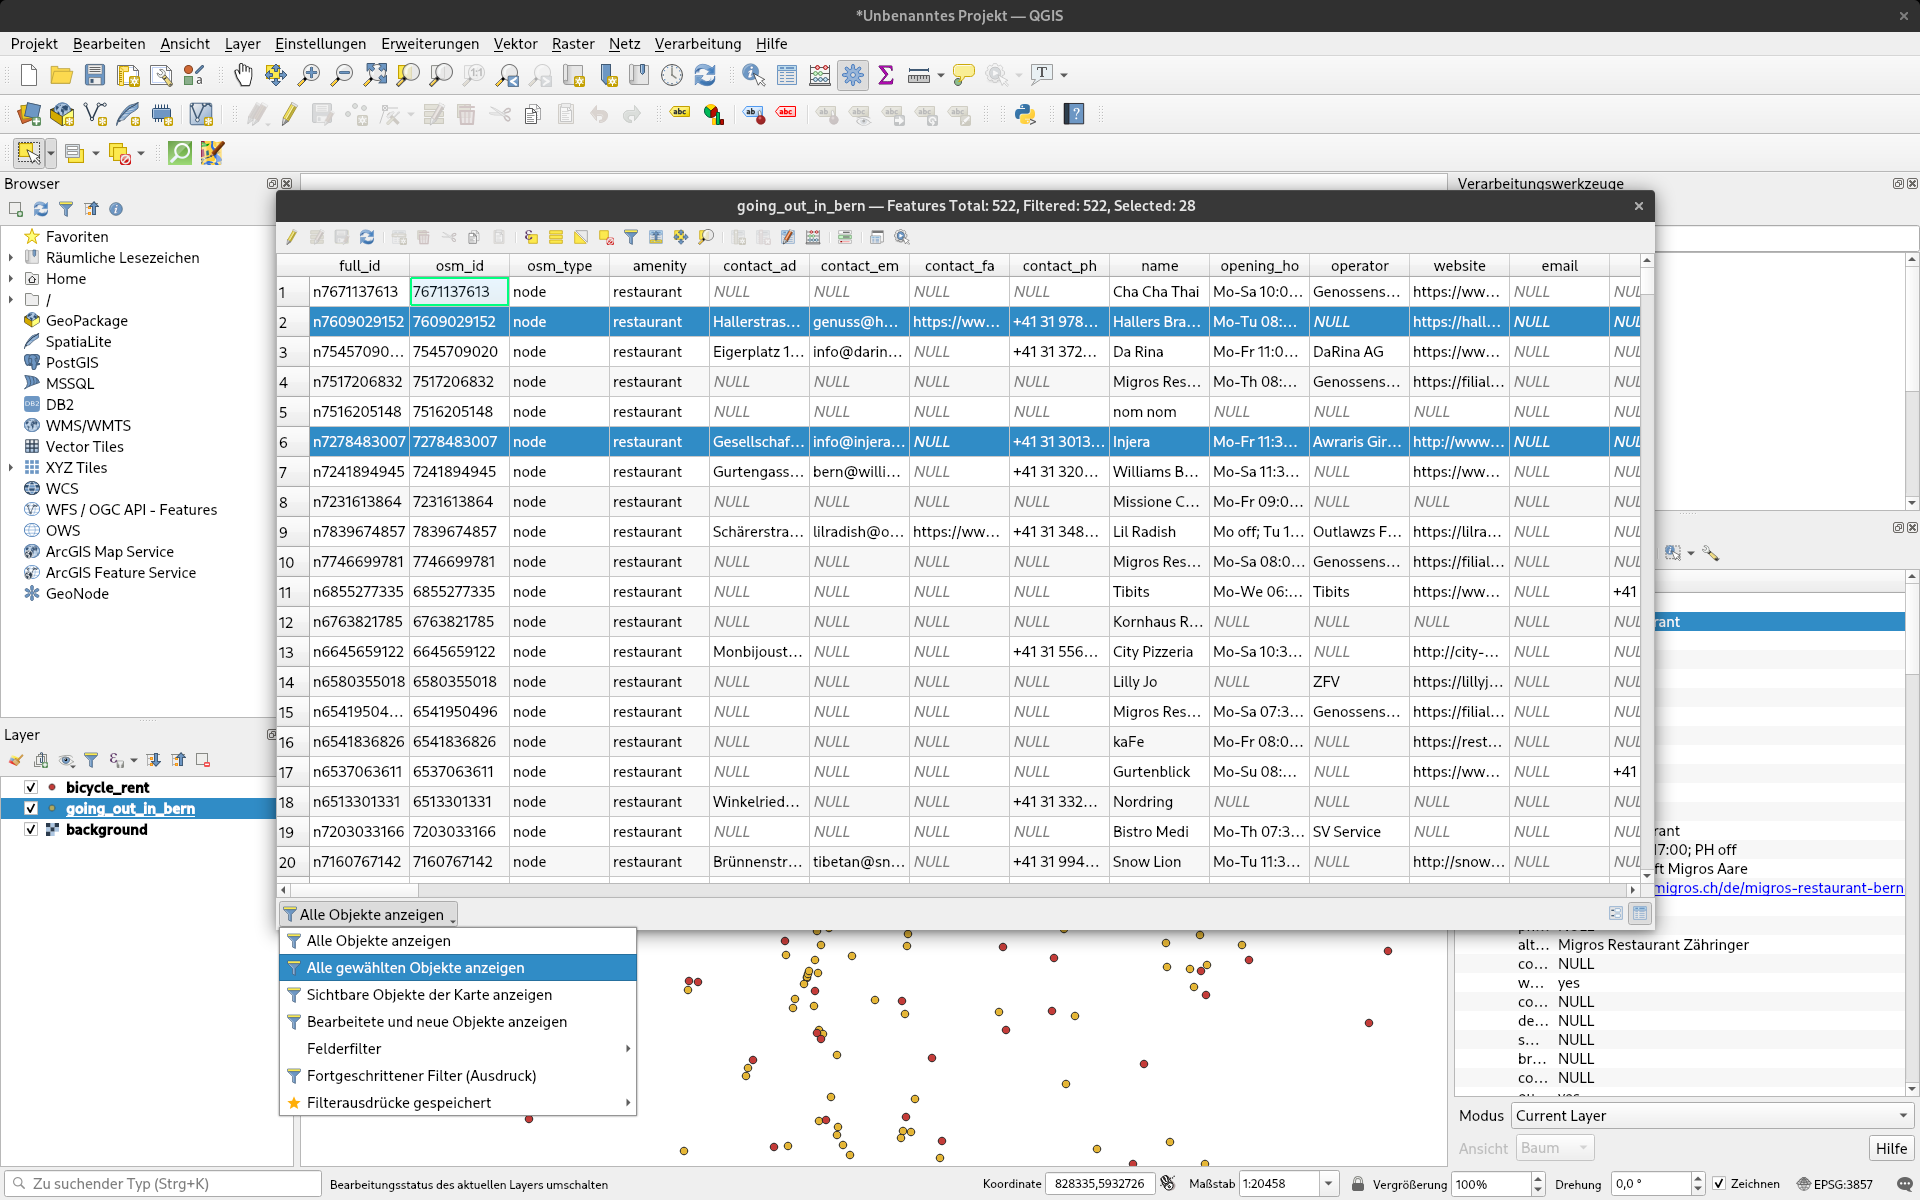 *Unbenanntes Projekt — QGIS
Projekt Bearbeiten Ansicht Layer Einstellungen Erweiterungen Vektor Raster Netz Verarbeitung Hilfe
Browser
Favoriten
Räumliche Lesezeichen
Home
/
GeoPackage
SpatiaLite
PostGIS
MSSQL
DB2
WMS/WMTS
Vector Tiles
XYZ Tiles
WCS
WFS / OGC API - Features
OWS
ArcGIS Map Service
ArcGIS Feature Service
GeoNode
Layer
bicycle_rent
going_out_in_bern
background
Verarbeitungswerkzeuge
going_out_in_bern — Features Total: 522, Filtered: 522, Selected: 28
full_id osm_id osm_type amenity contact_ad contact_em contact_fa contact_ph name opening_ho operator website email
1 n7671137613 7671137613 node restaurant NULL NULL NULL NULL Cha Cha Thai Mo-Sa 10:0... Genossens... https://ww... NULL NUL
2 n7609029152 7609029152 node restaurant Hallerstras... genuss@h... https://ww... +41 31 978... Hallers Bra... Mo-Tu 08:... NULL https://hall... NULL NUL
3 n75457090... 7545709020 node restaurant Eigerplatz 1... info@darin... NULL +41 31 372... Da Rina Mo-Fr 11:0... DaRina AG https://ww... NULL NUL
4 n7517206832 7517206832 node restaurant NULL NULL NULL NULL Migros Res... Mo-Th 08:... Genossens... https://filial... NULL NUL
5 n7516205148 7516205148 node restaurant NULL NULL NULL NULL nom nom NULL NULL NULL NULL NUL
6 n7278483007 7278483007 node restaurant Gesellschaf... info@injera... NULL +41 31 3013... Injera Mo-Fr 11:3... Awraris Gir... http://www... NULL NUL
7 n7241894945 7241894945 node restaurant Gurtengass... bern@willi... NULL +41 31 320... Williams B... Mo-Sa 11:3... NULL https://ww... NULL NUL
8 n7231613864 7231613864 node restaurant NULL NULL NULL NULL Missione C... Mo-Fr 09:0... NULL NULL NULL NUL
9 n7839674857 7839674857 node restaurant Schärerstra... lilradish@o... https://ww... +41 31 348... Lil Radish Mo off; Tu 1... Outlawzs F... https://lilra... NULL NUL
10 n7746699781 7746699781 node restaurant NULL NULL NULL NULL Migros Res... Mo-Sa 08:0... Genossens... https://filial... NULL NUL
11 n6855277335 6855277335 node restaurant NULL NULL NULL NULL Tibits Mo-We 06:... Tibits https://ww... NULL +41
12 n6763821785 6763821785 node restaurant NULL NULL NULL NULL Kornhaus R... NULL NULL NULL NULL NUL
13 n6645659122 6645659122 node restaurant Monbijoust... NULL NULL +41 31 556... City Pizzeria Mo-Sa 10:3... NULL http://city-... NULL NUL
14 n6580355018 6580355018 node restaurant NULL NULL NULL NULL Lilly Jo NULL ZFV https://lillyj... NULL NUL
15 n65419504... 6541950496 node restaurant NULL NULL NULL NULL Migros Res... Mo-Sa 07:3... Genossens... https://filial... NULL NUL
16 n6541836826 6541836826 node restaurant NULL NULL NULL NULL kaFe Mo-Fr 08:0... NULL https://rest... NULL NUL
17 n6537063611 6537063611 node restaurant NULL NULL NULL NULL Gurtenblick Mo-Su 08:... NULL https://ww... NULL +41
18 n6513301331 6513301331 node restaurant Winkelried... NULL NULL +41 31 332... Nordring NULL NULL NULL NULL NUL
19 n7203033166 7203033166 node restaurant NULL NULL NULL NULL Bistro Medi Mo-Th 07:3... SV Service NULL NULL NUL
20 n7160767142 7160767142 node restaurant Brünnenstr... tibetan@sn... NULL +41 31 994... Snow Lion Mo-Tu 11:3... NULL http://snow... NULL NUL
Alle Objekte anzeigen
Alle Objekte anzeigen
Alle gewählten Objekte anzeigen
Sichtbare Objekte der Karte anzeigen
Bearbeitete und neue Objekte anzeigen
Felderfilter
Fortgeschrittener Filter (Ausdruck)
Filterausdrücke gespeichert
rant
rant
17:00; PH off
ft Migros Aare
migros.ch/de/migros-restaurant-bern
alt... Migros Restaurant Zähringer
co... NULL
w... yes
co... NULL
de... NULL
s... NULL
br... NULL
co... NULL
Modus Current Layer
Ansicht Baum Hilfe
Zu suchender Typ (Strg+K) Bearbeitungsstatus des aktuellen Layers umschalten Koordinate 828335,5932726 Maßstab 1:20458 Vergrößerung 100% Drehung 0,0 ° Zeichnen EPSG:3857